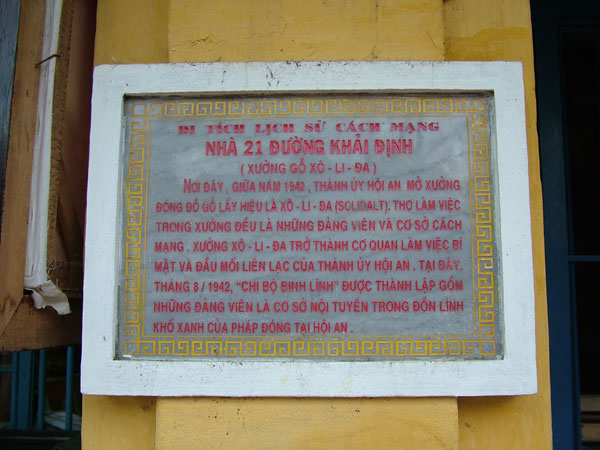 DI TÍCH LỊCH SỬ CÁCH MẠNG
NHÀ 21 ĐƯỜNG KHẢI ĐỊNH
( XƯỞNG GỖ XÔ - LI - ĐA )
NƠI ĐÂY , GIỮA NĂM 1942 , THÀNH ỦY HỘI AN MỞ XƯỞNG
ĐÓNG ĐỒ GỖ LẤY HIỆU LÀ XÔ - LI - ĐA (SOLIDALT). THỢ LÀM VIỆC
TRONG XƯỞNG ĐỀU LÀ NHỮNG ĐẢNG VIÊN VÀ CƠ SỞ CÁCH
MẠNG . XƯỞNG XÔ - LI - ĐA TRỞ THÀNH CƠ QUAN LÀM VIỆC BÍ
MẬT VÀ ĐẦU MỐI LIÊN LẠC CỦA THÀNH ỦY HỘI AN . TẠI ĐÂY,
THÁNG 8 / 1942, "CHI BỘ BINH LÍNH" ĐƯỢC THÀNH LẬP GỒM
NHỮNG ĐẢNG VIÊN LÀ CƠ SỞ NỘI TUYẾN TRONG ĐỒN LÍNH
KHỐ XANH CỦA PHÁP ĐÓNG TẠI HỘI AN .